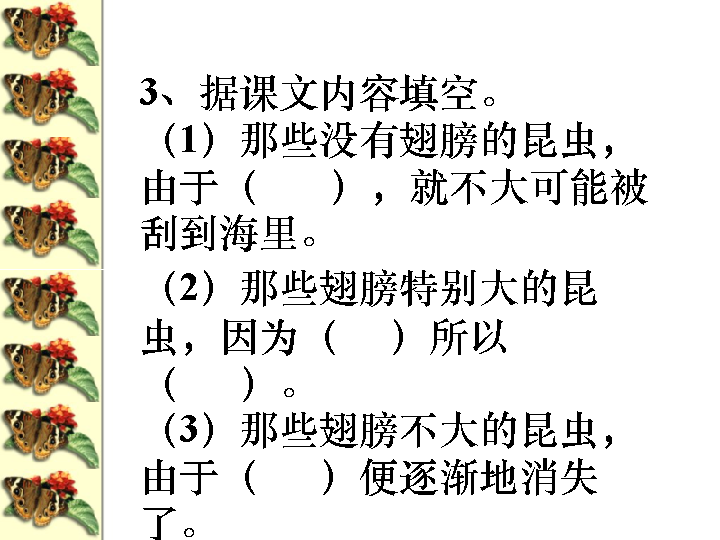 3、据课文内容填空。
（1）那些没有翅膀的昆虫，
由于（　　），就不大可能被
刮到海里。
（2）那些翅膀特别大的昆
虫，因为（　　）所以
（　　）。
（3）那些翅膀不大的昆虫，
由于（　　）便逐渐地消失
了。